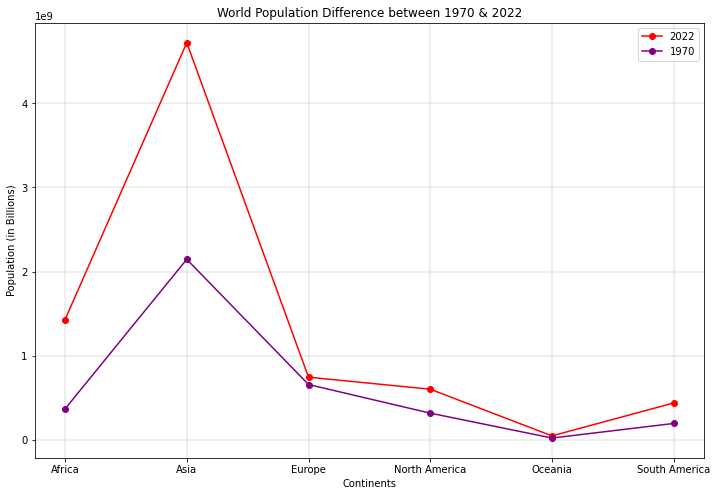 World Population Difference between 1970 & 2022
1e9
2022
1970
4
3
2
1
0
Population (in Billions)
Africa
Asia
Europe
North America
Oceania
South America
Continents